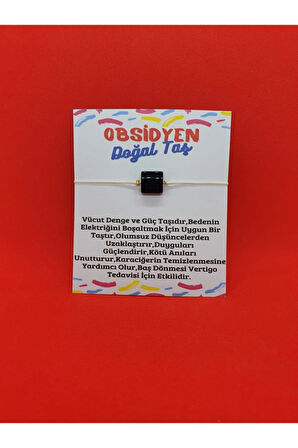 OBSİDYEN
Doğal Taş
Vücut Denge ve Güç Taşıdır,Bedenin
Elektriğini Boşaltmak İçin Uygun Bir
Taştır,Olumsuz Düşüncelerden
Uzaklaştırır,Duyguları
Güçlendirir,Kötü Anıları
Unutturur,Karaciğerin Temizlenmesine
Yardımcı Olur,Baş Dönmesi Vertigo
Tedavisi İçin Etkilidir.